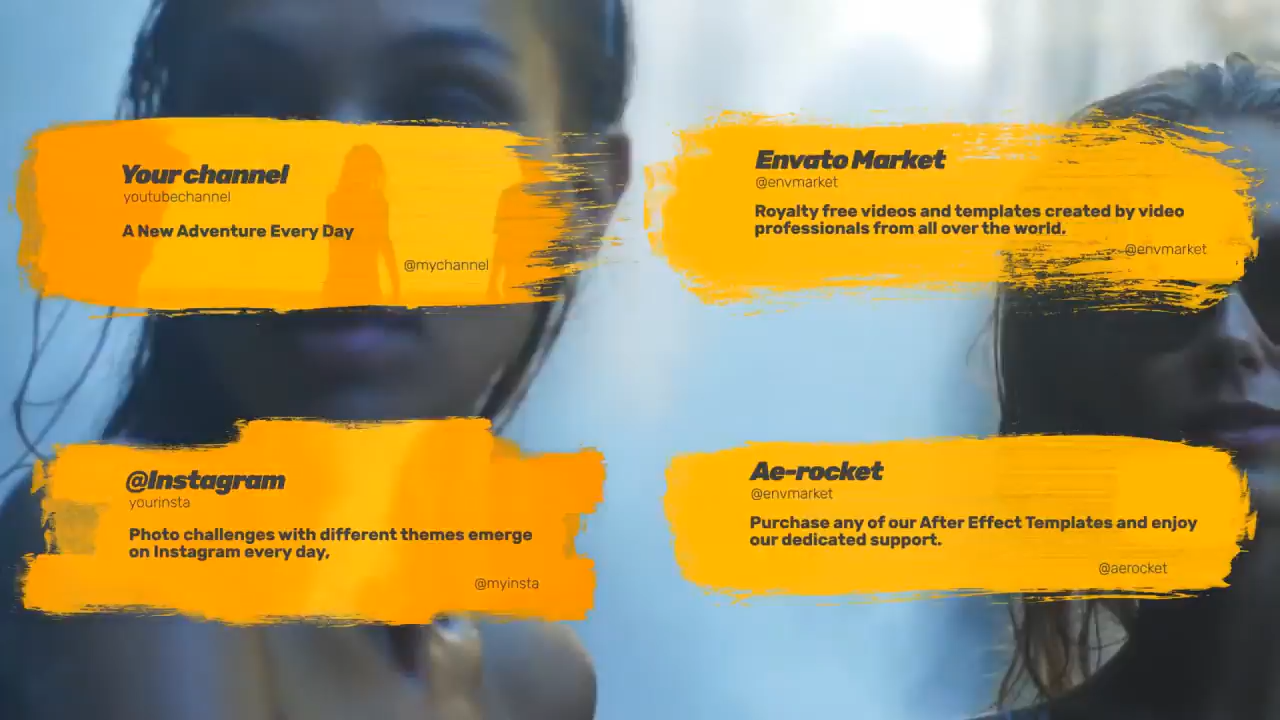 Your channel
youtubechannel
A New Adventure Every Day
@mychannel
Envato Market
@envmarket
Royalty free videos and templates created by video
professionals from all over the world.
@envmarket
@Instagram
yourinsta
Photo challenges with different themes emerge
on Instagram every day,
@myinsta
Ae-rocket
@envmarket
Purchase any of our After Effect Templates and enjoy
our dedicated support.
@aerocket